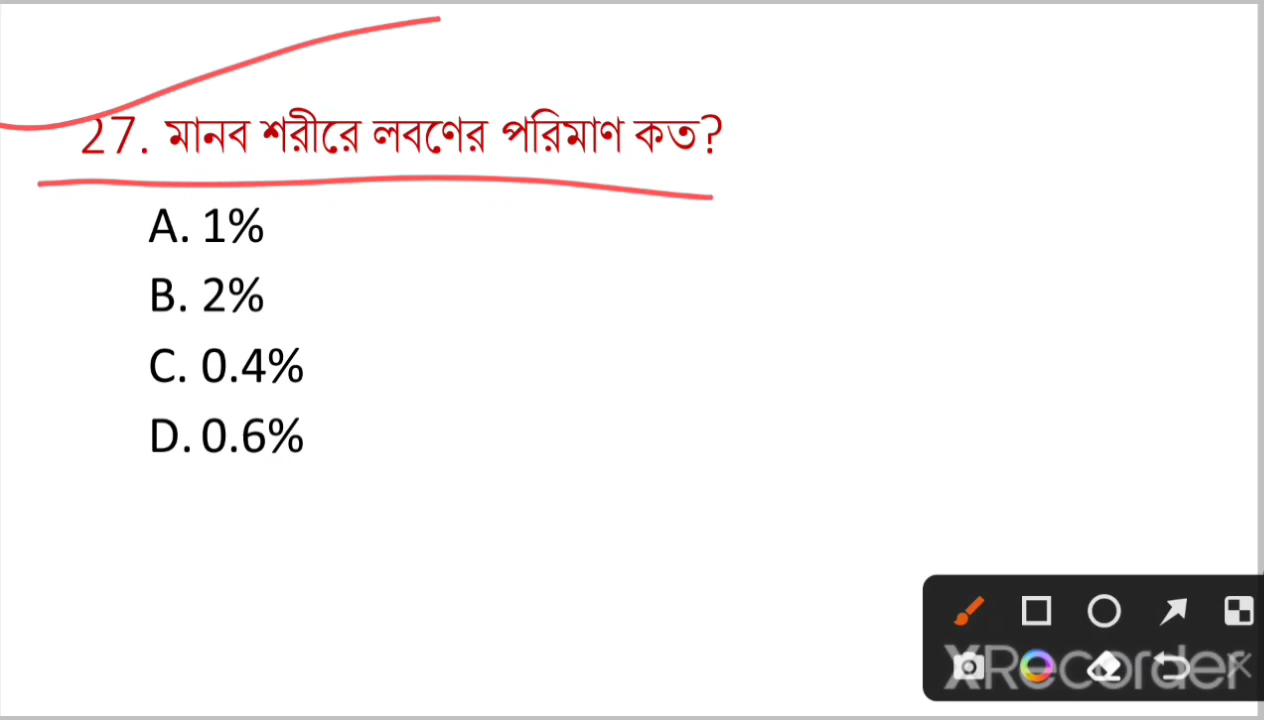 27. মানব শরীরে লবণের পরিমাণ কত?
A. 1%
B. 2%
C. 0.4%
D. 0.6%
XRecorder